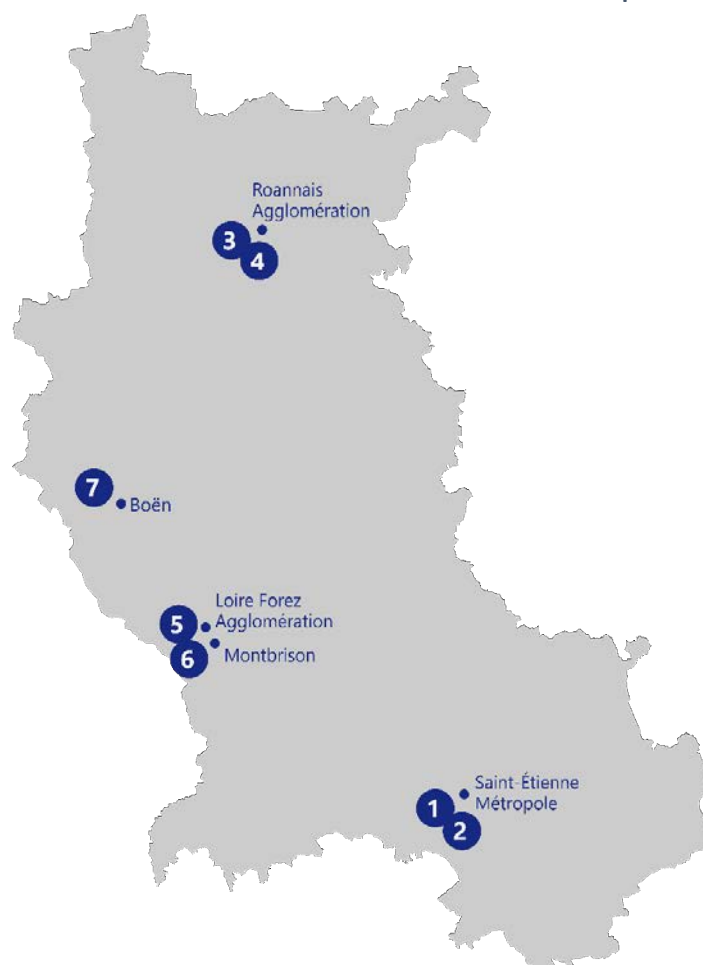 Roannais
Agglomération
3
4
7
Boën
Loire Forez
Agglomération
5
6
Montbrison
Saint-Étienne
Métropole
1
2